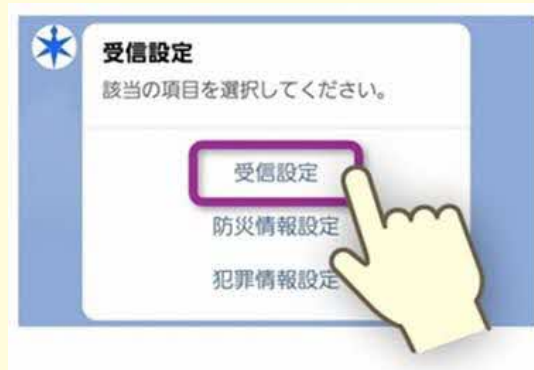 受信設定
該当の項目を選択してください。
受信設定
防災情報設定
犯罪情報設定